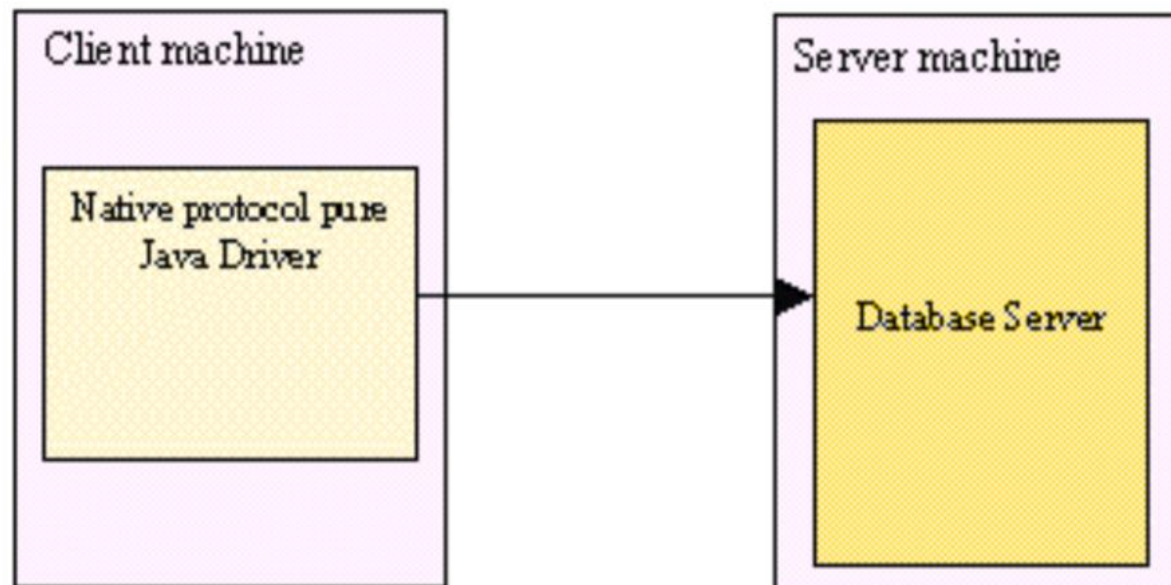 Client machine
Native protocol pure
Java Driver
Server machine
Database Server